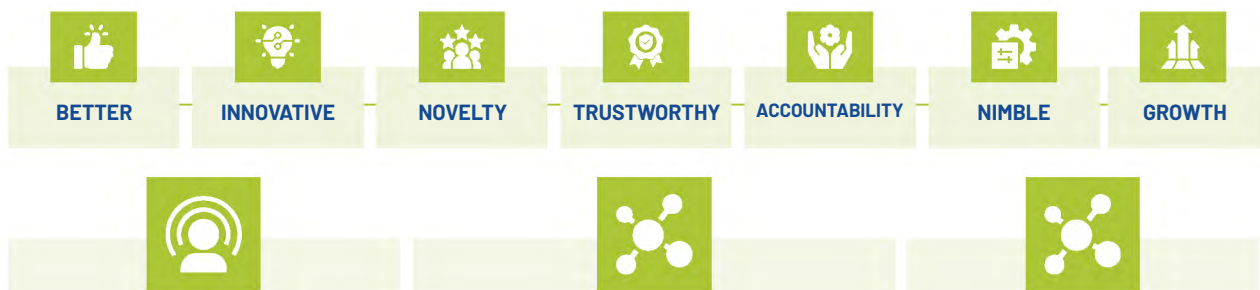 BETTER
INNOVATIVE
NOVELTY
TRUSTWORTHY
ACCOUNTABILITY
NIMBLE
GROWTH